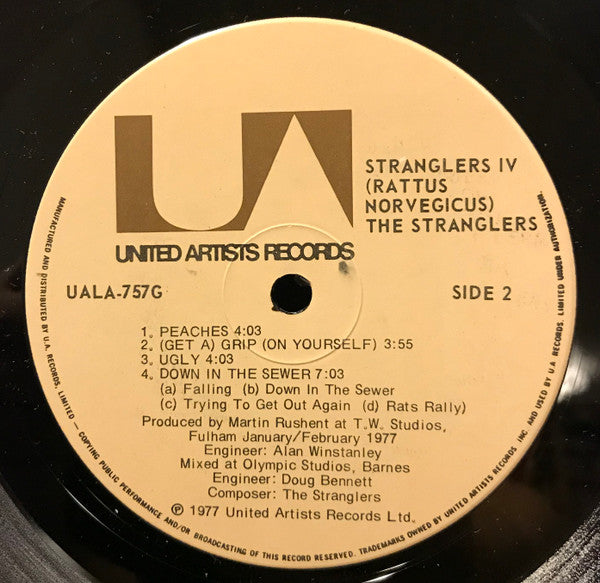 UA
STRANGLERS IV
(RATTUS
NORVEGICUS)
THE STRANGLERS
UNITED ARTISTS RECORDS
UALA-757G
SIDE 2
1. PEACHES 4:03
2. (GET A) GRIP (ON YOURSELF) 3:55
3. UGLY 4:03
4. DOWN IN THE SEWER 7:03
(a) Falling (b) Down In The Sewer
(c) Trying To Get Out Again (d) Rats Rally)
Produced by Martin Rushent at T.W. Studios,
Fulham January/February 1977
Engineer: Alan Winstanley
Mixed at Olympic Studios, Barnes
Engineer: Doug Bennett
Composer: The Stranglers
℗ 1977 United Artists Records Ltd.
MANUFACTURED AND DISTRIBUTED BY U.A. RECORDS, LIMITED — COPYING PUBLIC PERFORMANCE AND/OR BROADCASTING OF THIS RECORD RESERVED. TRADEMARKS OWNED BY UNITED ARTISTS RECORDS INC AND USED BY U A RECORDS, LIMITED UNDER AUTHORIZATION.